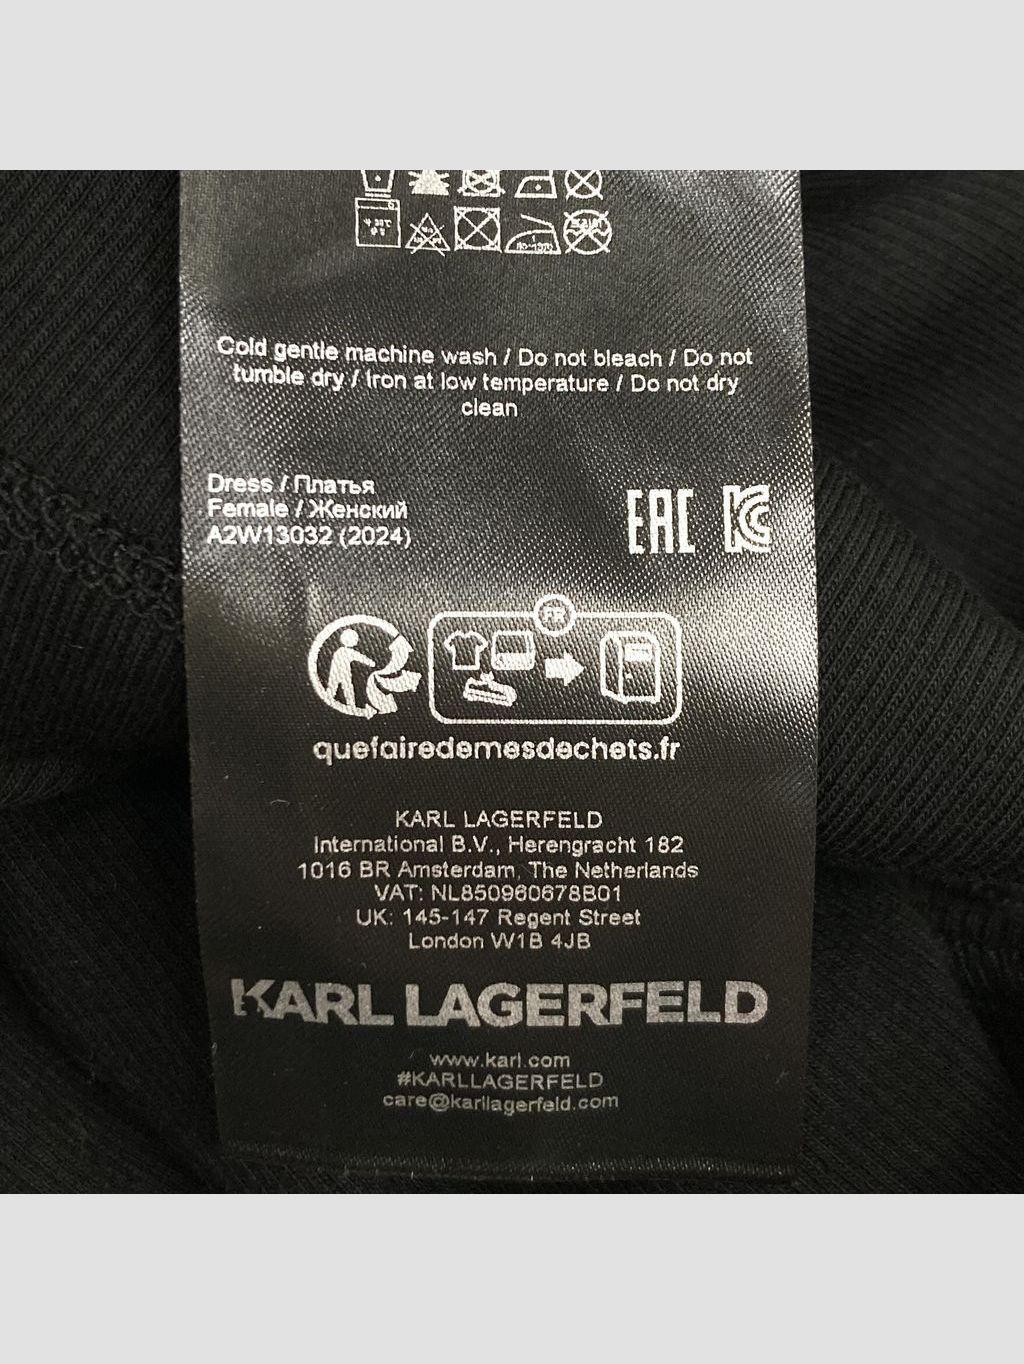 Cold gentle machine wash / Do not bleach / Do not
tumble dry / Iron at low temperature / Do not dry
clean
Dress / Платья
Female / Женский
A2W13032 (2024)
EAC
KC
FR
quefairedemesdechets.fr
KARL LAGERFELD
International B.V., Herengracht 182
1016 BR Amsterdam, The Netherlands
VAT: NL850960678B01
UK: 145-147 Regent Street
London W1B 4JB
KARL LAGERFELD
www.karl.com
#KARLLAGERFELD
care@karllagerfeld.com